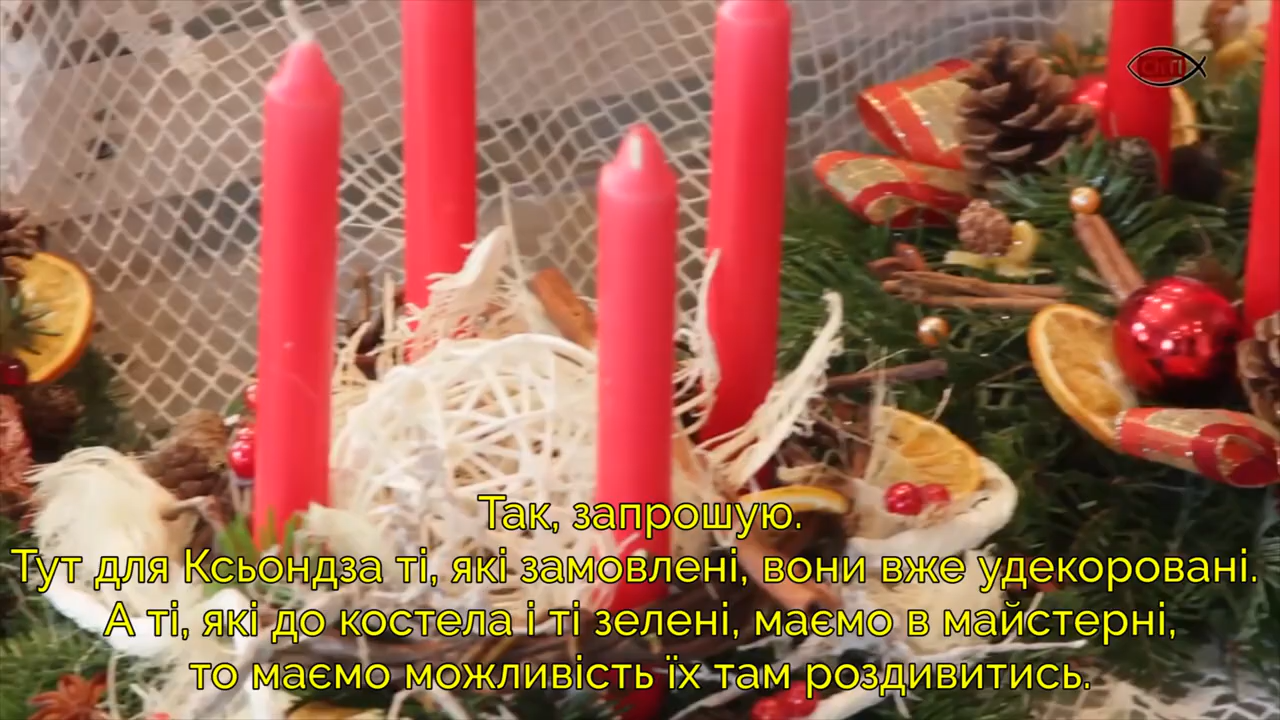 Так, запрошую.
Тут для Ксьондза ті, які замовлені, вони вже удекоровані.
А ті, які до костела і ті зелені, маємо в майстерні,
то маємо можливість їх там роздивитись.